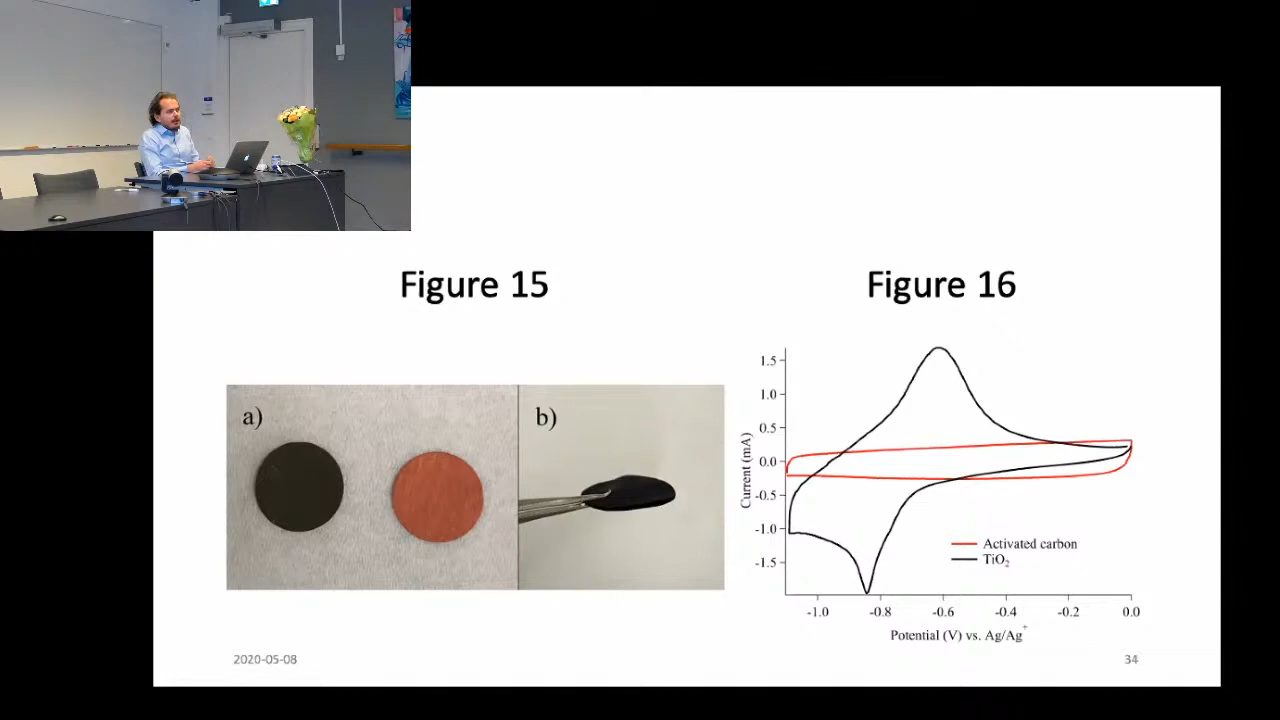 Figure 15
Figure 16
a)
b)
1.5
1.0
0.5
0.0
-0.5
-1.0
-1.5
Current (mA)
Activated carbon
TiO₂
-1.0 -0.8 -0.6 -0.4 -0.2 0.0
Potential (V) vs. Ag/Ag⁺
2020-05-08
34